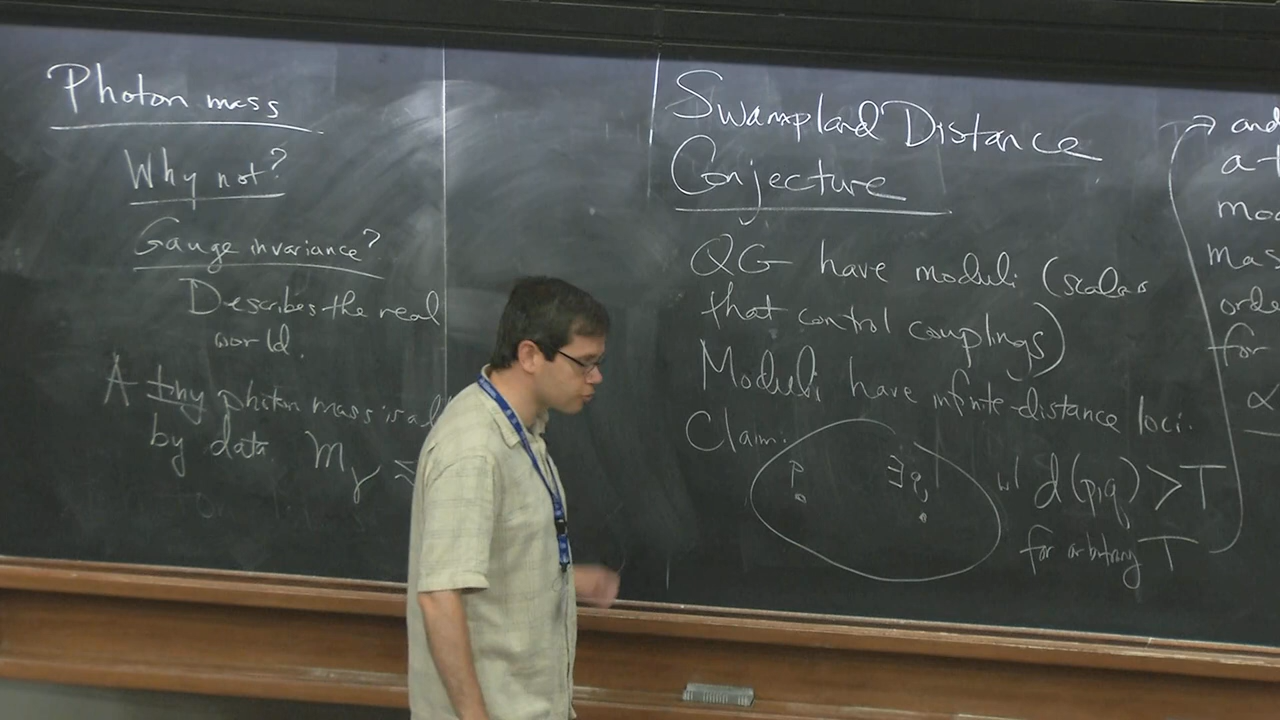 Photon mass
Why not?
Gauge invariance?
Describes the real
world.
A tiny photon mass is
by data mγ
Swampland Distance
Conjecture
QG have moduli (scalars
that control couplings)
Moduli have infinite-distance loci.
Claim:
p
∃q
w/ d(p,q) > T
for arbitrary T
→ and
a-t
mod
mas
orde
for
α